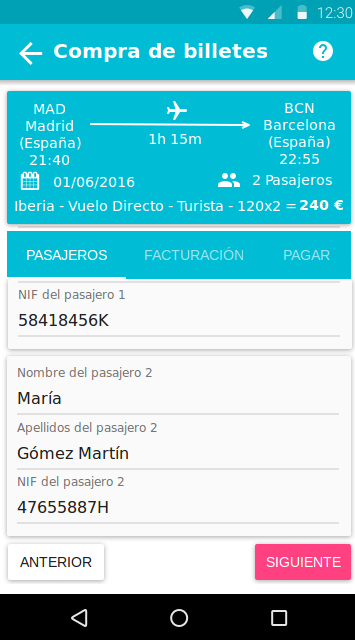 12:30
Compra de billetes
MAD
Madrid
(España)
21:40
1h 15m
BCN
Barcelona
(España)
22:55
01/06/2016
2 Pasajeros
Iberia - Vuelo Directo - Turista - 120x2 = 240 €
PASAJEROS FACTURACIÓN PAGAR
NIF del pasajero 1
58418456K
Nombre del pasajero 2
María
Apellidos del pasajero 2
Gómez Martín
NIF del pasajero 2
47655887H
ANTERIOR SIGUIENTE